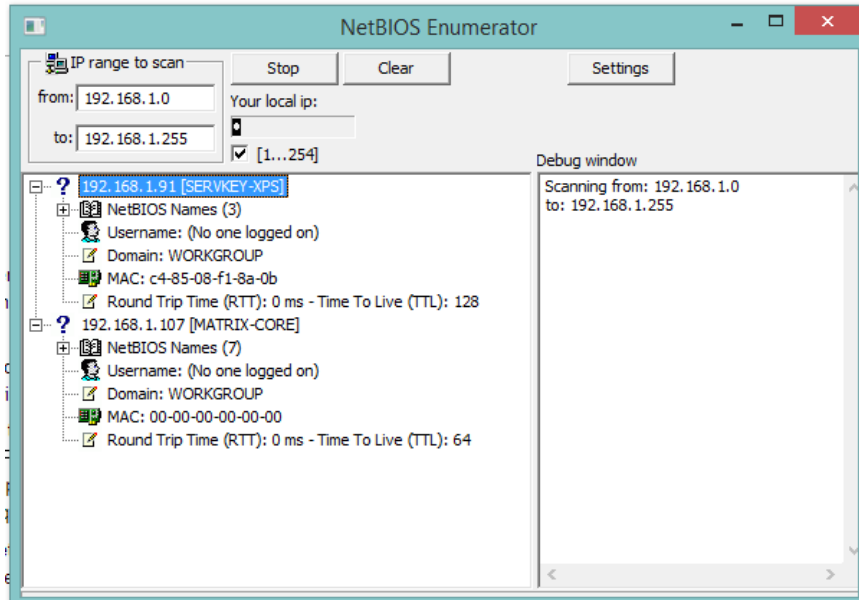 NetBIOS Enumerator
IP range to scan
from: 192.168.1.0
to: 192.168.1.255
Stop
Clear
Settings
Your local ip:
[1...254]
Debug window
192.168.1.91 [SERVKEY-XPS]
NetBIOS Names (3)
Username: (No one logged on)
Domain: WORKGROUP
MAC: c4-85-08-f1-8a-0b
Round Trip Time (RTT): 0 ms - Time To Live (TTL): 128
192.168.1.107 [MATRIX-CORE]
NetBIOS Names (7)
Username: (No one logged on)
Domain: WORKGROUP
MAC: 00-00-00-00-00-00
Round Trip Time (RTT): 0 ms - Time To Live (TTL): 64
Scanning from: 192.168.1.0
to: 192.168.1.255